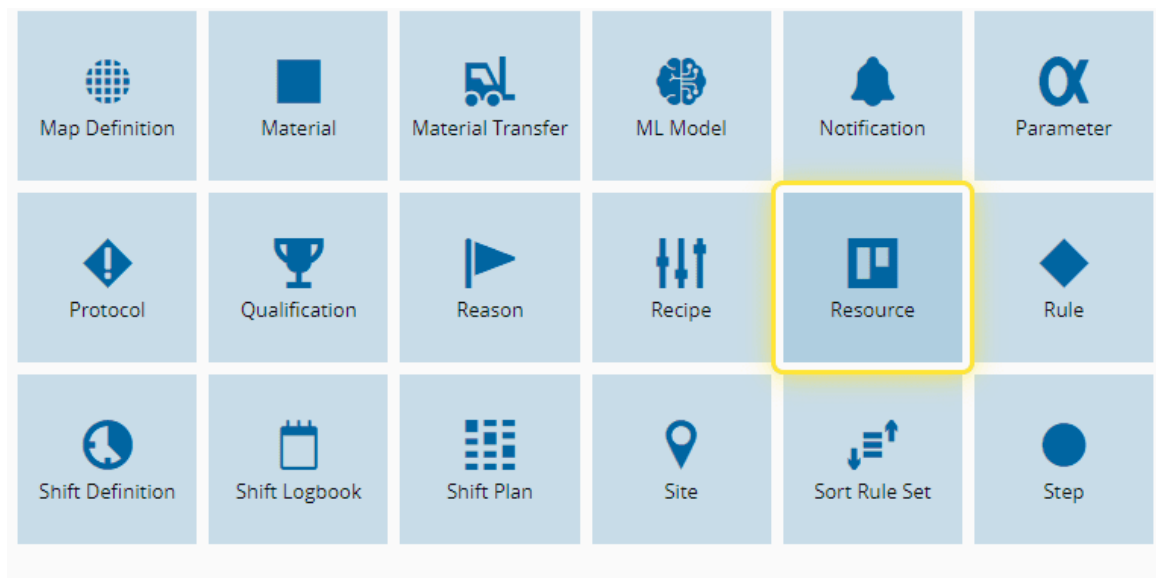 Map Definition
Material
Material Transfer
ML Model
Notification
Parameter
Protocol
Qualification
Reason
Recipe
Resource
Rule
Shift Definition
Shift Logbook
Shift Plan
Site
Sort Rule Set
Step